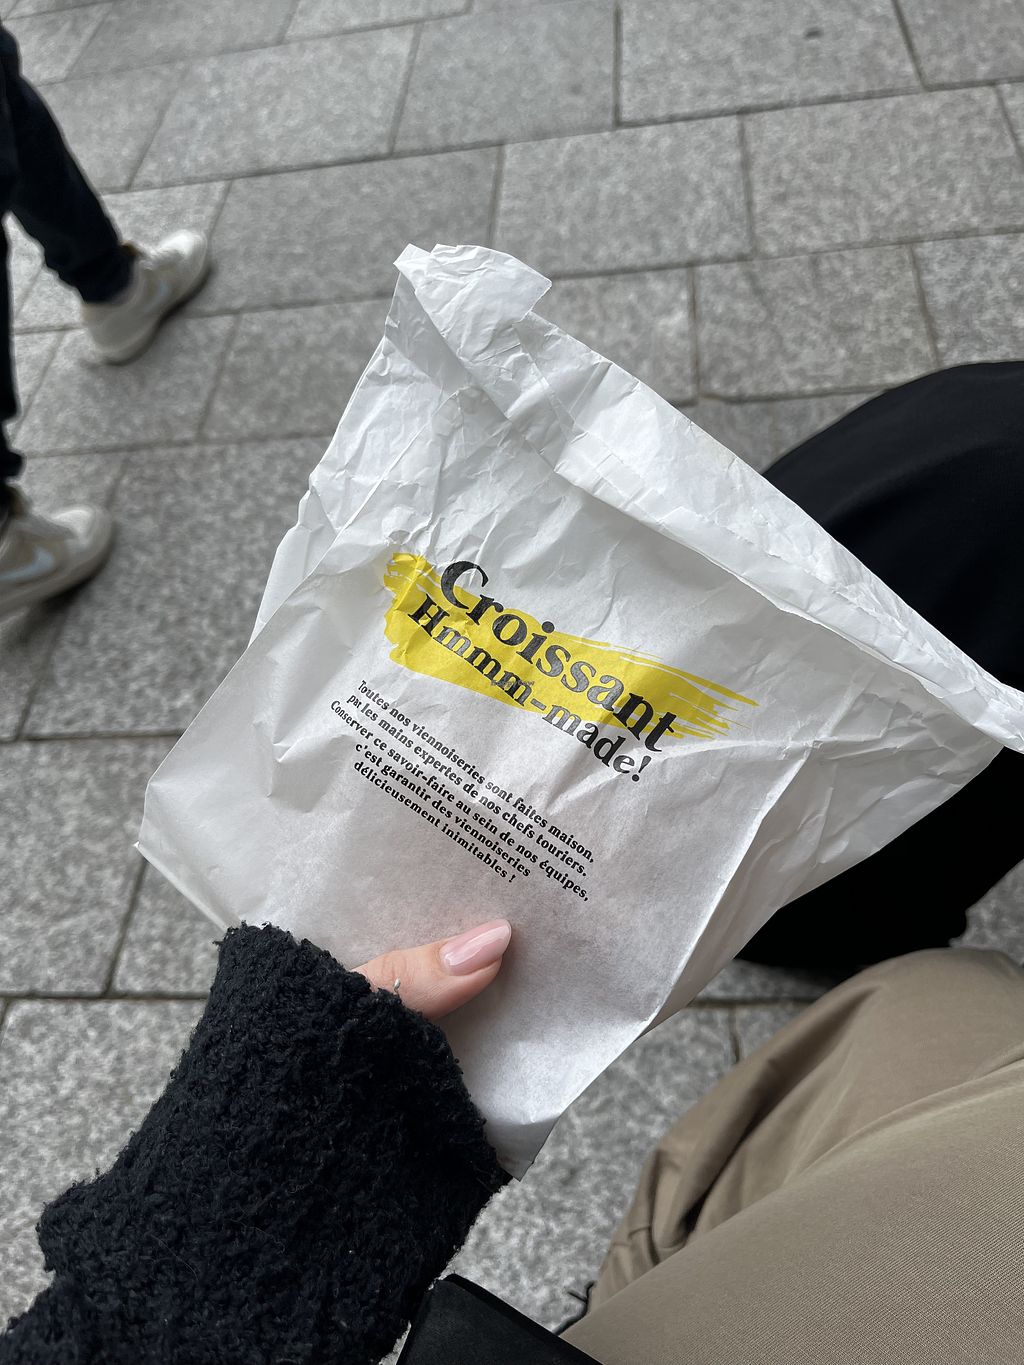 Croissant
Hmmm-made!
Toutes nos viennoiseries sont faites maison,
par les mains expertes de nos chefs touriers.
Conserver ce savoir-faire au sein de nos équipes,
c'est garantir des viennoiseries
délicieusement inimitables !